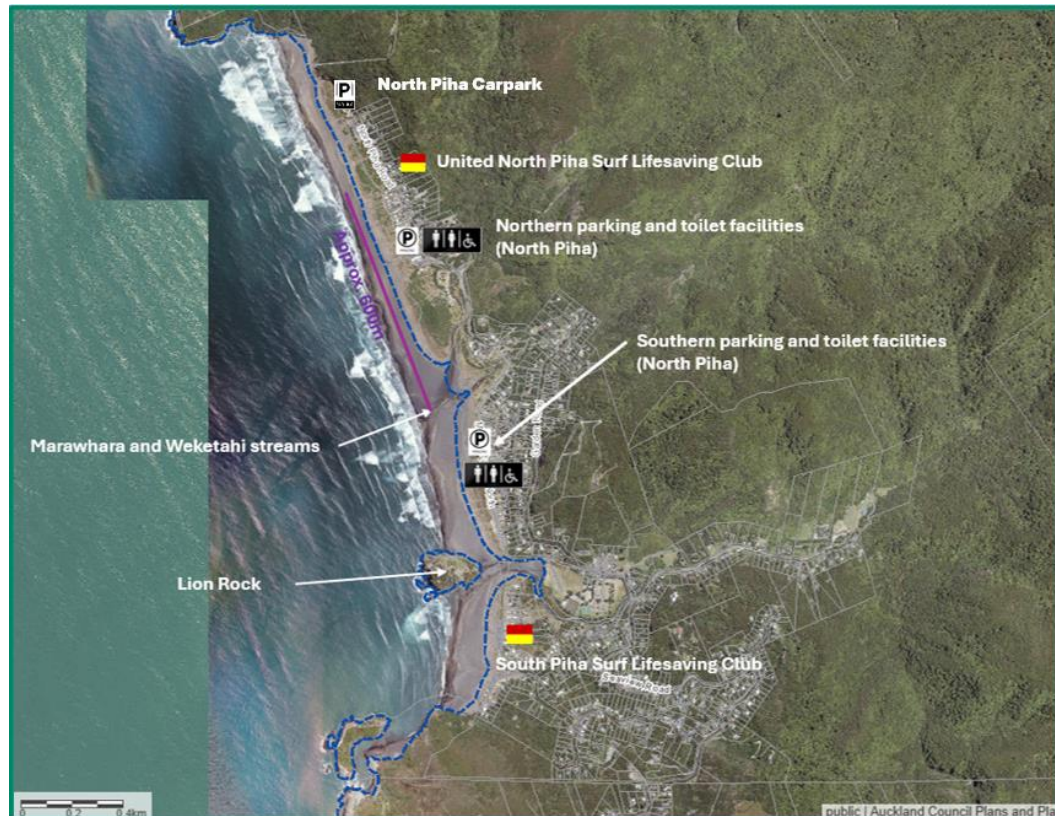 P
North Piha Carpark
United North Piha Surf Lifesaving Club
P
Northern parking and toilet facilities
(North Piha)
Approx. 600m
Southern parking and toilet facilities
(North Piha)
P
Marawhara and Weketahi streams
Lion Rock
South Piha Surf Lifesaving Club
Seaview Road
0 0.2 0.4km
public | Auckland Council Plans and Pla